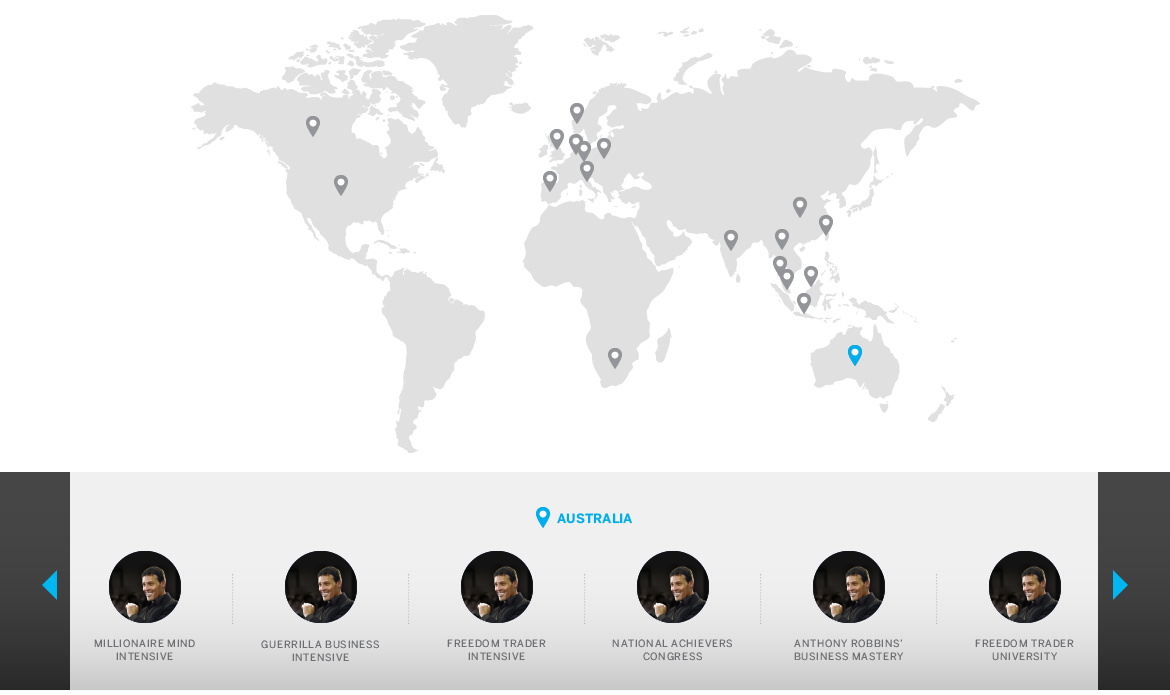 AUSTRALIA
MILLIONAIRE MIND
INTENSIVE
GUERRILLA BUSINESS
INTENSIVE
FREEDOM TRADER
INTENSIVE
NATIONAL ACHIEVERS
CONGRESS
ANTHONY ROBBINS'
BUSINESS MASTERY
FREEDOM TRADER
UNIVERSITY